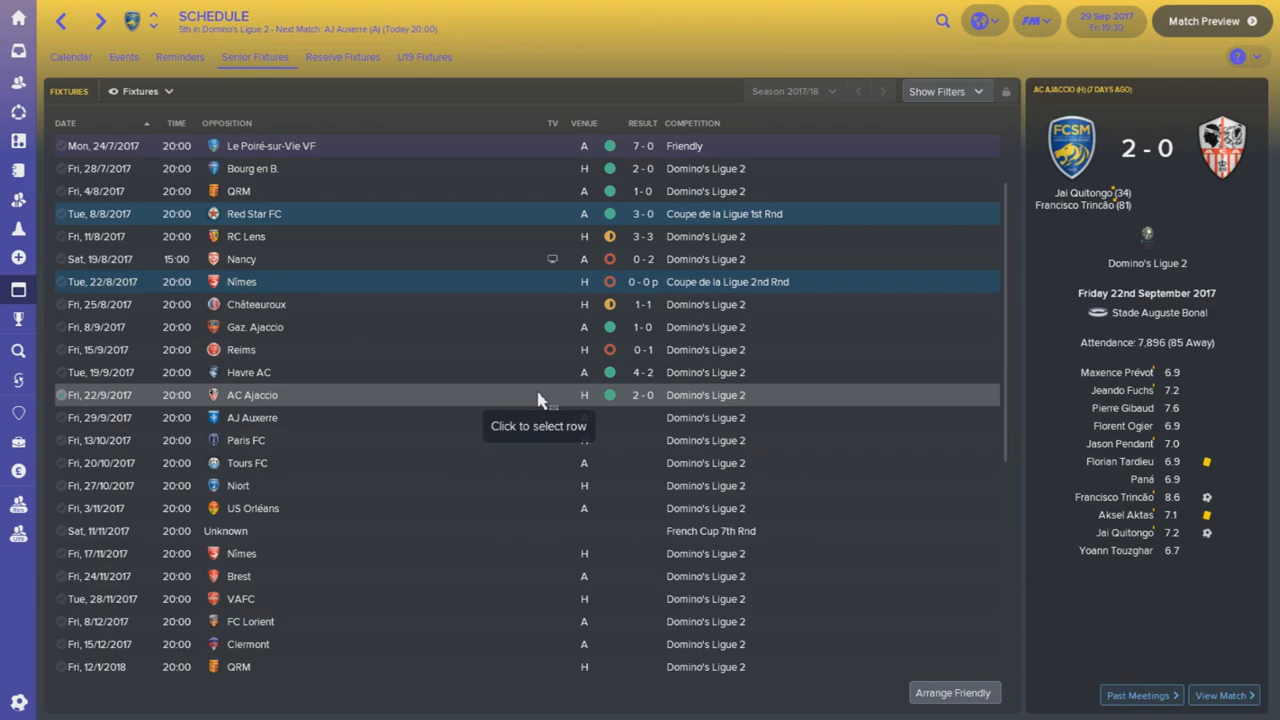 SCHEDULE
5th in Domino's Ligue 2 - Next Match: AJ Auxerre (A) (Today 20:00)
FM
29 Sep 2017
Fri 19:30
Match Preview
Calendar Events Reminders Senior Fixtures Reserve Fixtures U19 Fixtures
?
FIXTURES Fixtures Season 2017/18 Show Filters
DATE TIME OPPOSITION TV VENUE RESULT COMPETITION
Mon, 24/7/2017 20:00 Le Poiré-sur-Vie VF A 7 - 0 Friendly
Fri, 28/7/2017 20:00 Bourg en B. H 2 - 0 Domino's Ligue 2
Fri, 4/8/2017 20:00 QRM A 1 - 0 Domino's Ligue 2
Tue, 8/8/2017 20:00 Red Star FC A 3 - 0 Coupe de la Ligue 1st Rnd
Fri, 11/8/2017 20:00 RC Lens H 3 - 3 Domino's Ligue 2
Sat, 19/8/2017 15:00 Nancy A 0 - 2 Domino's Ligue 2
Tue, 22/8/2017 20:00 Nîmes H 0 - 0 p Coupe de la Ligue 2nd Rnd
Fri, 25/8/2017 20:00 Châteauroux H 1 - 1 Domino's Ligue 2
Fri, 8/9/2017 20:00 Gaz. Ajaccio A 1 - 0 Domino's Ligue 2
Fri, 15/9/2017 20:00 Reims H 0 - 1 Domino's Ligue 2
Tue, 19/9/2017 20:00 Havre AC A 4 - 2 Domino's Ligue 2
Fri, 22/9/2017 20:00 AC Ajaccio H 2 - 0 Domino's Ligue 2
Fri, 29/9/2017 20:00 AJ Auxerre Domino's Ligue 2
Click to select row
Fri, 13/10/2017 20:00 Paris FC Domino's Ligue 2
Fri, 20/10/2017 20:00 Tours FC A Domino's Ligue 2
Fri, 27/10/2017 20:00 Niort H Domino's Ligue 2
Fri, 3/11/2017 20:00 US Orléans A Domino's Ligue 2
Sat, 11/11/2017 20:00 Unknown French Cup 7th Rnd
Fri, 17/11/2017 20:00 Nîmes H Domino's Ligue 2
Fri, 24/11/2017 20:00 Brest A Domino's Ligue 2
Tue, 28/11/2017 20:00 VAFC H Domino's Ligue 2
Fri, 8/12/2017 20:00 FC Lorient A Domino's Ligue 2
Fri, 15/12/2017 20:00 Clermont A Domino's Ligue 2
Fri, 12/1/2018 20:00 QRM H Domino's Ligue 2
Arrange Friendly
AC AJACCIO (H) (7 DAYS AGO)
FCSM
2 - 0
Jai Quitongo (34)
Francisco Trincão (81)
Domino's Ligue 2
Friday 22nd September 2017
Stade Auguste Bonal
Attendance: 7,896 (85 Away)
Maxence Prévot 6.9
Jeando Fuchs 7.2
Pierre Gibaud 7.6
Florent Ogier 6.9
Jason Pendant 7.0
Florian Tardieu 6.9
Paná 6.9
Francisco Trincão 8.6
Aksel Aktas 7.1
Jai Quitongo 7.2
Yoann Touzghar 6.7
Past Meetings View Match